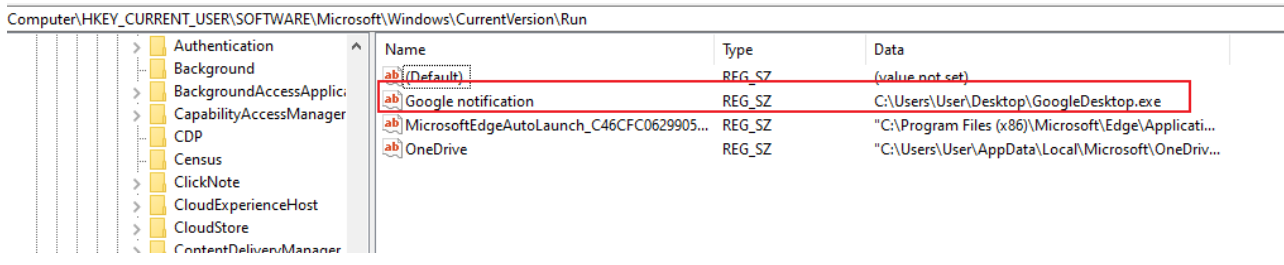 Computer\HKEY_CURRENT_USER\SOFTWARE\Microsoft\Windows\CurrentVersion\Run
Authentication
Background
BackgroundAccessApplic
CapabilityAccessManager
CDP
Census
ClickNote
CloudExperienceHost
CloudStore
ContentDeliveryManager
Name Type Data
ab (Default) REG_SZ (value not set)
ab Google notification REG_SZ C:\Users\User\Desktop\GoogleDesktop.exe
ab MicrosoftEdgeAutoLaunch_C46CFC0629905... REG_SZ "C:\Program Files (x86)\Microsoft\Edge\Applicati...
ab OneDrive REG_SZ "C:\Users\User\AppData\Local\Microsoft\OneDriv...